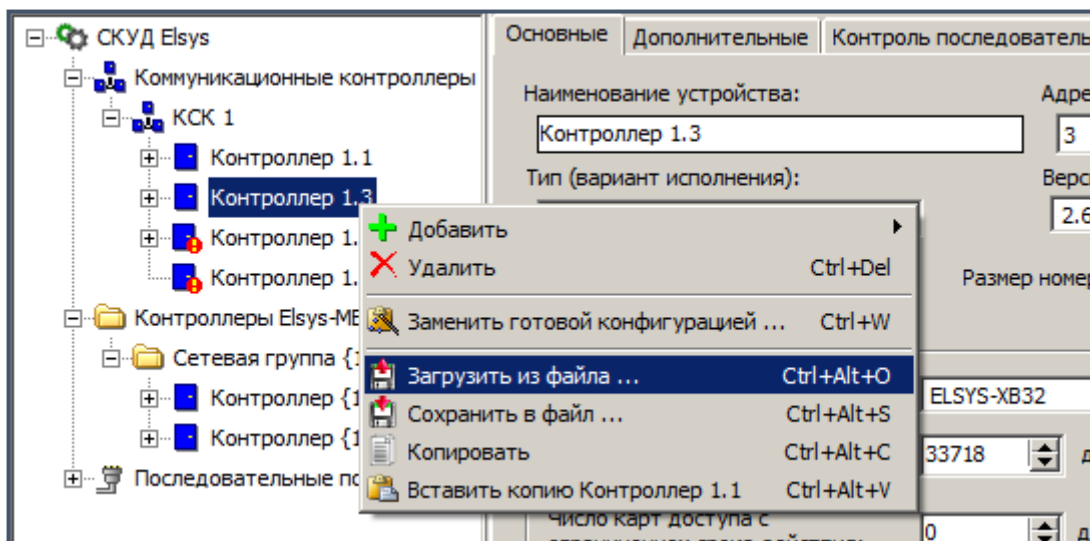 СКУД Elsys
Коммуникационные контроллеры
КСК 1
Контроллер 1.1
Контроллер 1.3
Контроллер 1.
Контроллер 1.
Контроллеры Elsys-MB
Сетевая группа {1
Контроллер {1
Контроллер {1
Последовательные по
Основные Дополнительные Контроль последователь
Наименование устройства: Адре
Контроллер 1.3 3
Тип (вариант исполнения): Верс
2.6
Размер номер
Добавить
Удалить Ctrl+Del
Заменить готовой конфигурацией ... Ctrl+W
Загрузить из файла ... Ctrl+Alt+O
Сохранить в файл ... Ctrl+Alt+S
Копировать Ctrl+Alt+C
Вставить копию Контроллер 1.1 Ctrl+Alt+V
ELSYS-XB32
33718
Число карт доступа с
0